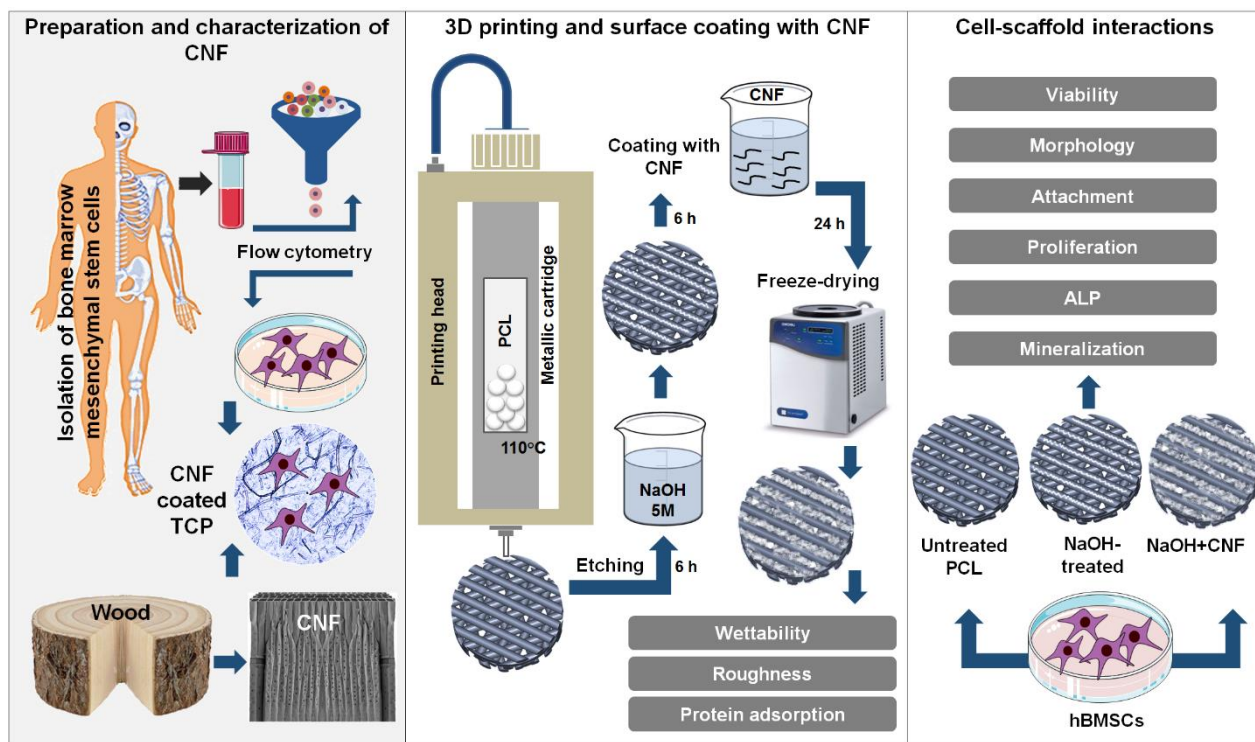 Preparation and characterization of
CNF
Isolation of bone marrow
mesenchymal stem cells
Flow cytometry
CNF
coated
TCP
Wood
CNF
3D printing and surface coating with CNF
Printing head
PCL
Metallic cartridge
110°C
Etching
6 h
NaOH
5M
6 h
Coating with
CNF
CNF
24 h
Freeze-drying
Wettability
Roughness
Protein adsorption
Cell-scaffold interactions
Viability
Morphology
Attachment
Proliferation
ALP
Mineralization
Untreated
PCL
NaOH-
treated
NaOH+CNF
hBMSCs